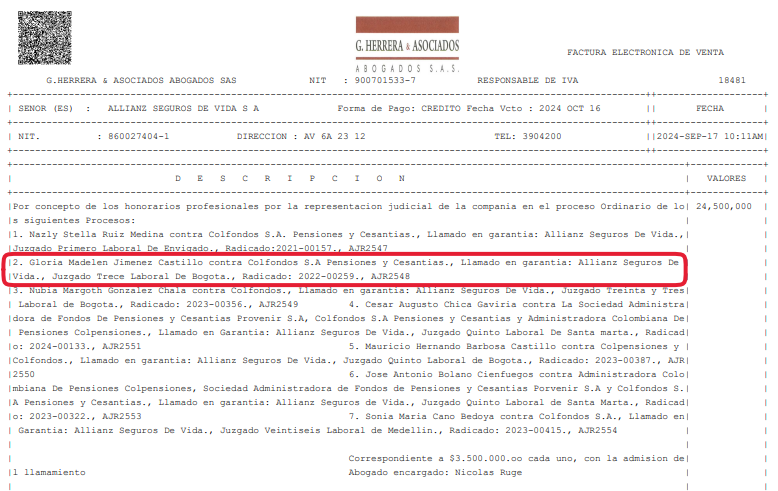 G. HERRERA & ASOCIADOS
ABOGADOS S.A.S.
FACTURA ELECTRONICA DE VENTA
G.HERRERA & ASOCIADOS ABOGADOS SAS NIT : 900701533-7 RESPONSABLE DE IVA 18481
SENOR (ES) : ALLIANZ SEGUROS DE VIDA S A Forma de Pago: CREDITO Fecha Vcto : 2024 OCT 16 FECHA
NIT. : 860027404-1 DIRECCION : AV 6A 23 12 TEL: 3904200 2024-SEP-17 10:11AM
D E S C R I P C I O N VALORES
Por concepto de los honorarios profesionales por la representacion judicial de la compania en el proceso Ordinario de lo 24,500,000
s siguientes Procesos:
1. Nazly Stella Ruiz Medina contra Colfondos S.A. Pensiones y Cesantias., Llamado en garantia: Allianz Seguros De Vida.,
Juzgado Primero Laboral De Envigado., Radicado:2021-00157., AJR2547
2. Gloria Madelen Jimenez Castillo contra Colfondos S.A Pensiones y Cesantias., Llamado en garantia: Allianz Seguros De
Vida., Juzgado Trece Laboral De Bogota., Radicado: 2022-00259., AJR2548
3. Nubia Margoth Gonzalez Chala contra Colfondos., Llamado en garantia: Allianz Seguros De Vida., Juzgado Treinta y Tres
Laboral de Bogota., Radicado: 2023-00356., AJR2549 4. Cesar Augusto Chica Gaviria contra La Sociedad Administra
dora de Fondos De Pensiones y Cesantias Provenir S.A, Colfondos S.A Pensiones y Cesantias y Administradora Colombiana De
Pensiones Colpensiones., Llamado en Garantia: Allianz Seguros De Vida., Juzgado Quinto Laboral De Santa marta., Radicad
o: 2024-00133., AJR2551 5. Mauricio Hernando Barbosa Castillo contra Colpensiones y
Colfondos., Llamado en garantia: Allianz Seguros De Vida., Juzgado Quinto Laboral de Bogota., Radicado: 2023-00387., AJR
2550 6. Jose Antonio Bolano Cienfuegos contra Administradora Colo
mbiana De Pensiones Colpensiones, Sociedad Administradora de Fondos de Pensiones y Cesantias Porvenir S.A y Colfondos S.
A Pensiones y Cesantias., Llamado en garantia: Allianz Seguros de Vida., Juzgado Quinto Laboral de Santa Marta., Radicad
o: 2023-00322., AJR2553 7. Sonia Maria Cano Bedoya contra Colfondos S.A., Llamado en
Garantia: Allianz Seguros De Vida., Juzgado Veintiseis Laboral de Medellin., Radicado: 2023-00415., AJR2554
Correspondiente a $3.500.000.oo cada uno, con la admision de
1 llamamiento Abogado encargado: Nicolas Ruge